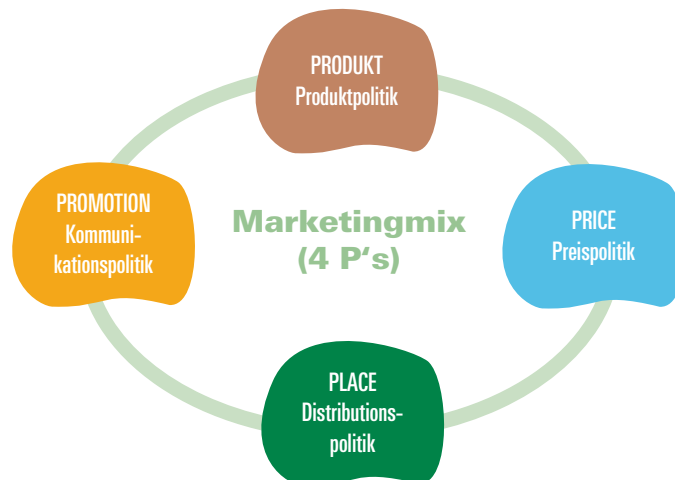 PRODUKT
Produktpolitik
PROMOTION
Kommuni-
kationspolitik
Marketingmix
(4 P‘s)
PRICE
Preispolitik
PLACE
Distributions-
politik